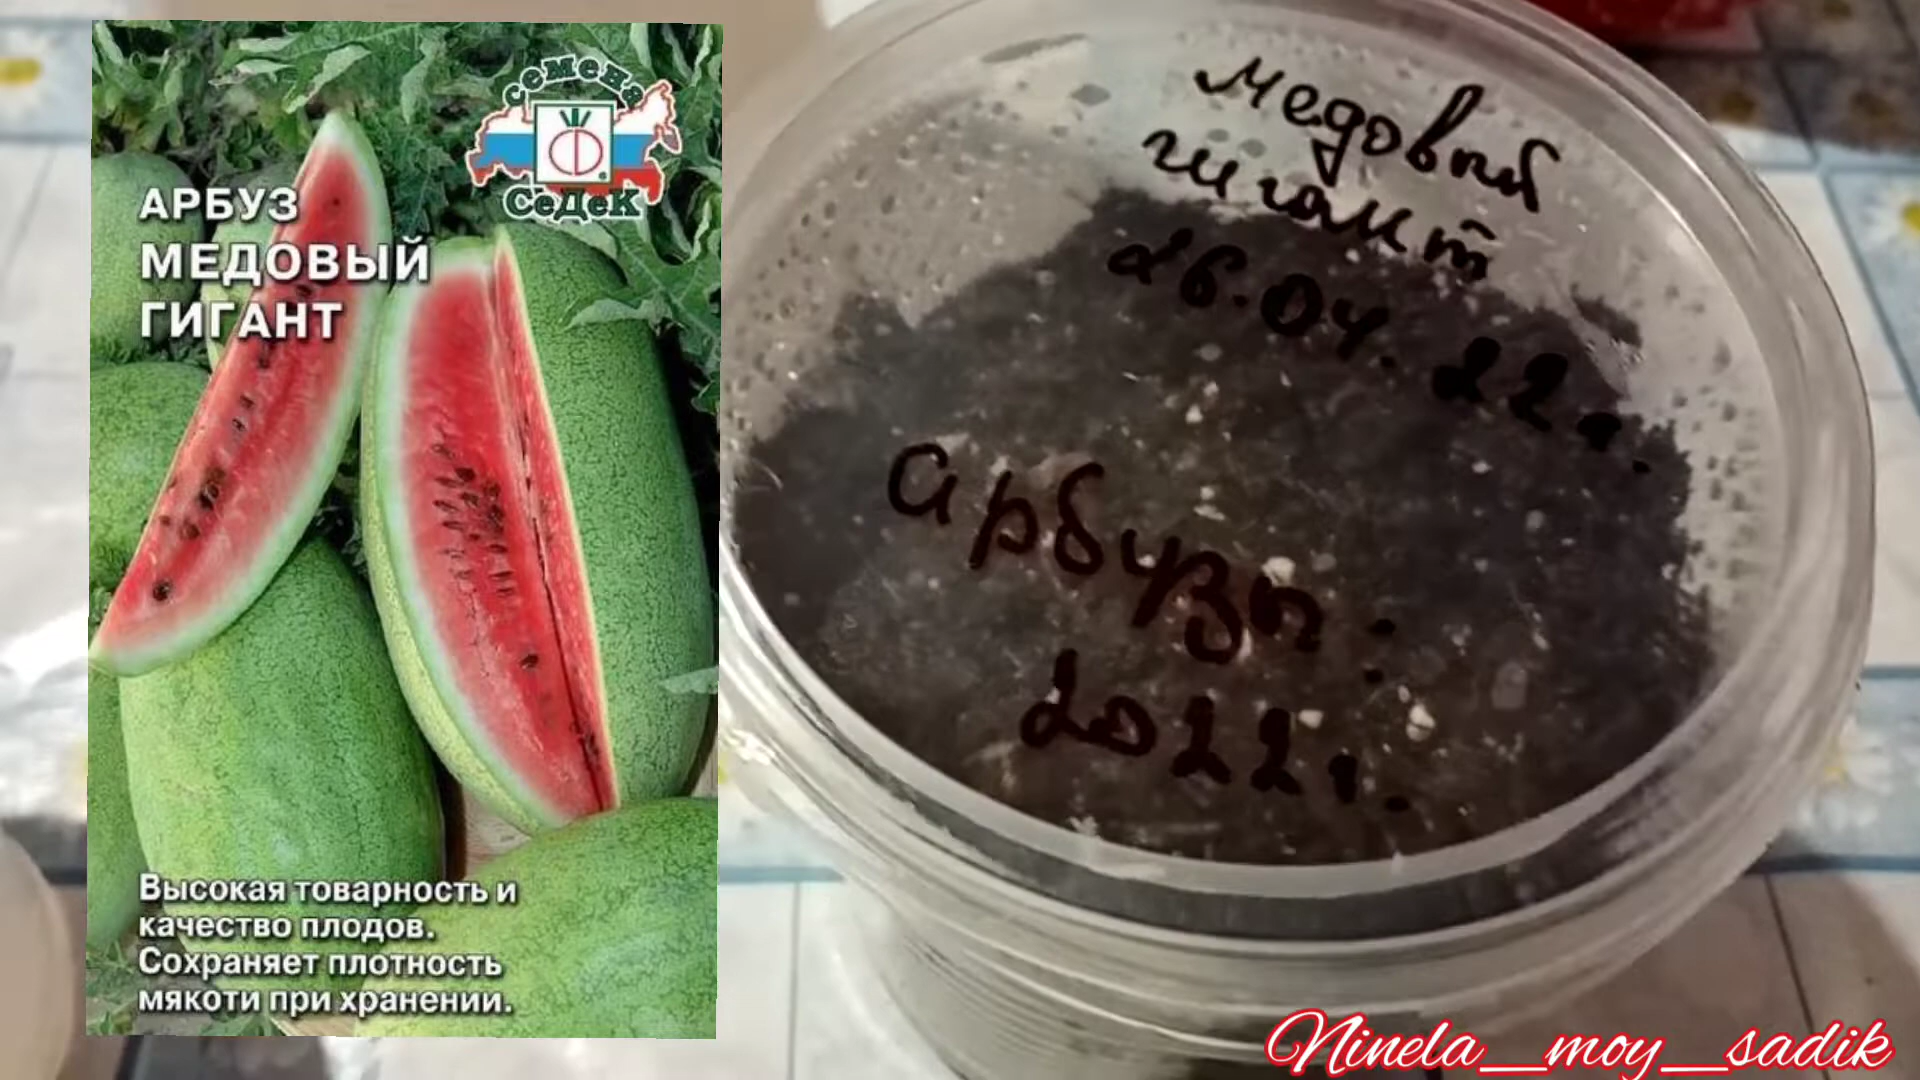 семена
СеДеК
АРБУЗ
МЕДОВЫЙ
ГИГАНТ
Высокая товарность и
качество плодов.
Сохраняет плотность
мякоти при хранении.
медовый
гигант
26.04.22г.
арбузы:
2022г.
Ninela_moy_sadik